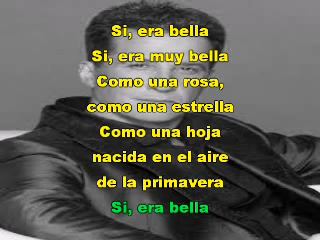 Si, era bella
Si, era muy bella
Como una rosa,
como una estrella
Como una hoja
nacida en el aire
de la primavera
Si, era bella